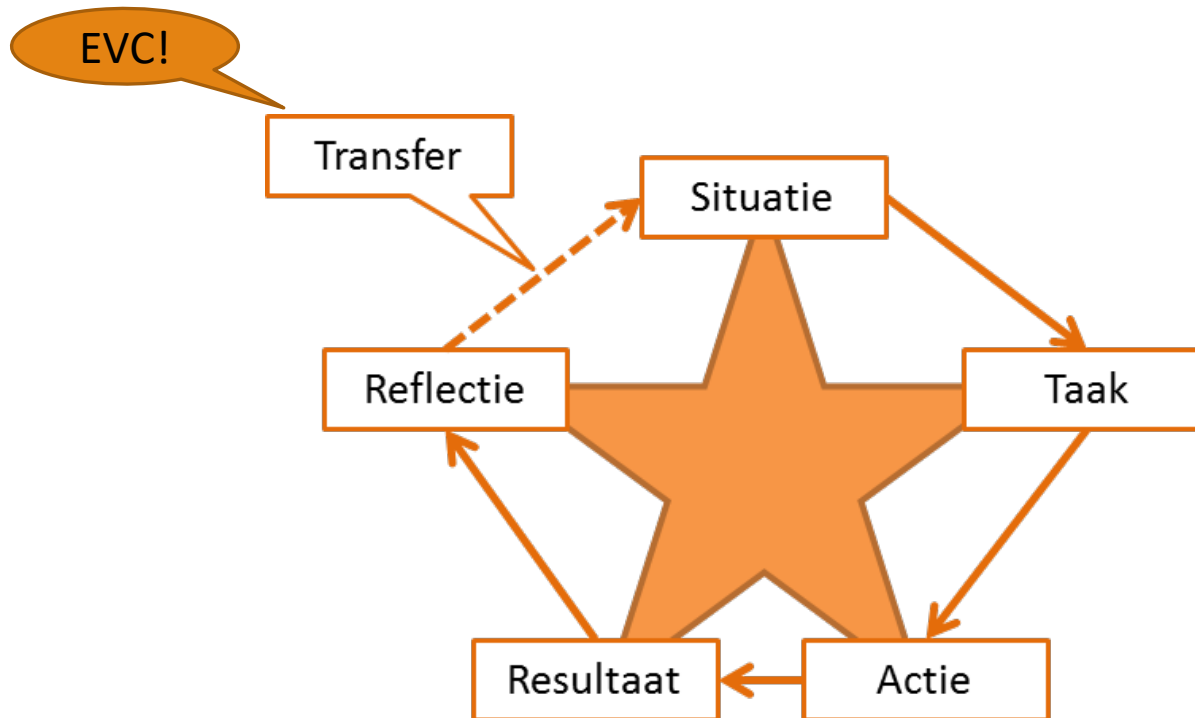 EVC!
Transfer
Situatie
Reflectie
Taak
Resultaat
Actie